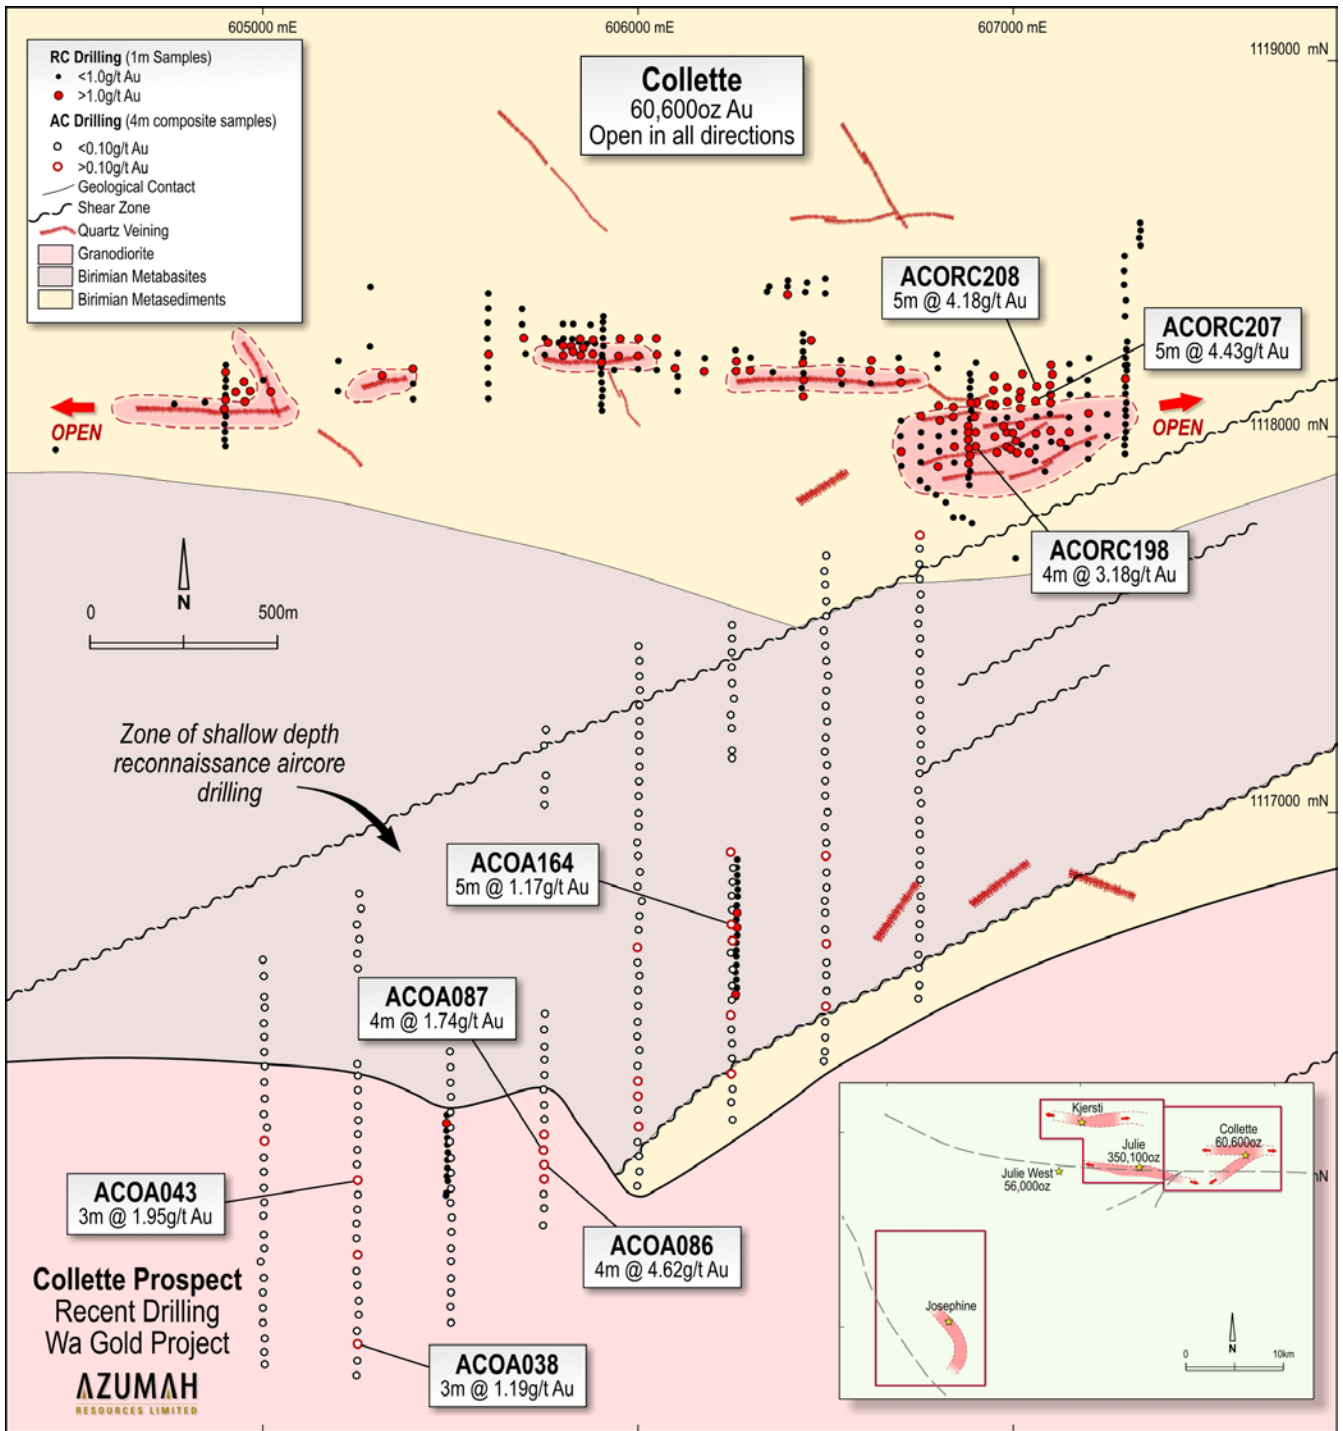 605000 mE
606000 mE
607000 mE
1119000 mN
RC Drilling (1m Samples)
<1.0g/t Au
>1.0g/t Au
AC Drilling (4m composite samples)
<0.10g/t Au
>0.10g/t Au
Geological Contact
Shear Zone
Quartz Veining
Granodiorite
Birimian Metabasites
Birimian Metasediments
Collette
60,600oz Au
Open in all directions
ACORC208
5m @ 4.18g/t Au
ACORC207
5m @ 4.43g/t Au
OPEN
OPEN
1118000 mN
ACORC198
4m @ 3.18g/t Au
0 500m
N
Zone of shallow depth
reconnaissance aircore
drilling
1117000 mN
ACOA164
5m @ 1.17g/t Au
ACOA087
4m @ 1.74g/t Au
ACOA043
3m @ 1.95g/t Au
ACOA086
4m @ 4.62g/t Au
ACOA038
3m @ 1.19g/t Au
Collette Prospect
Recent Drilling
Wa Gold Project
AZUMAH
RESOURCES LIMITED
Kjersti
Collette
60,600oz
Julie
350,100oz
Julie West
56,000oz
nN
Josephine
N
0 10km